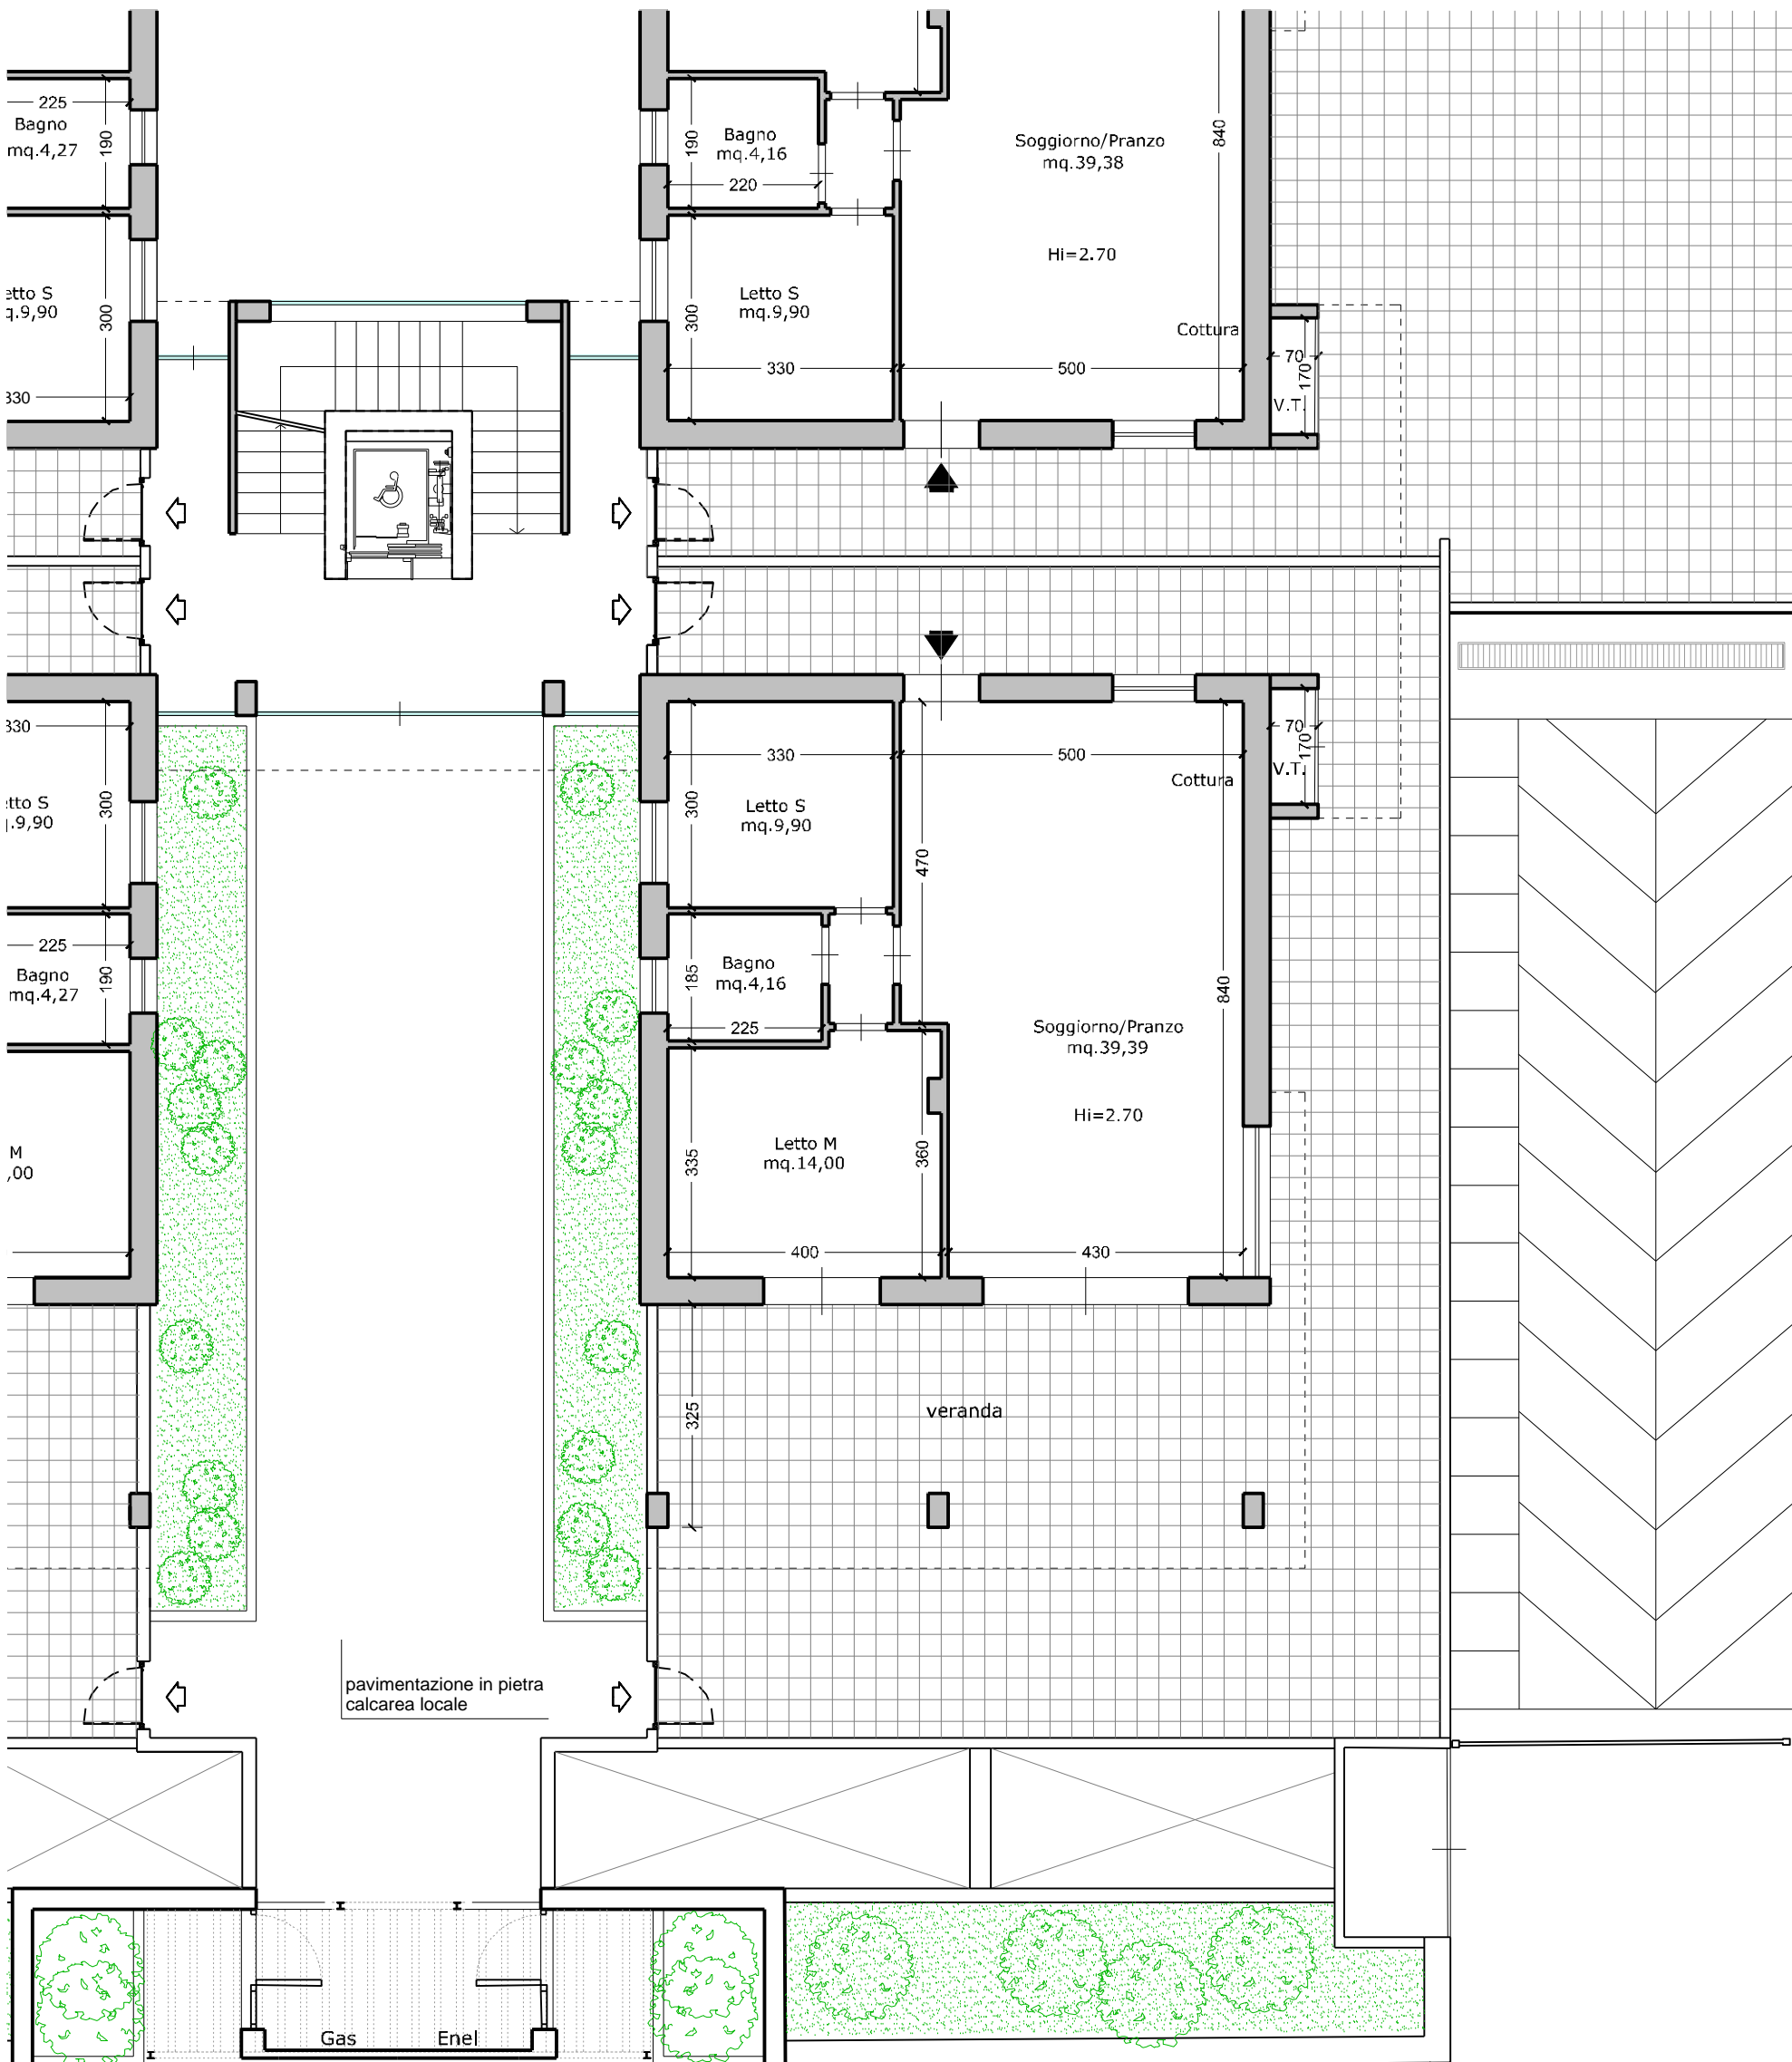 225
Bagno
mq.4,27
190
Bagno
mq.4,16
190
220
Soggiorno/Pranzo
mq.39,38
840
Hi=2.70
etto S
q.9,90
300
330
Letto S
mq.9,90
300
330
500
Cottura
70
170
V.T.
330
etto S
q.9,90
300
330
Letto S
mq.9,90
300
500
Cottura
70
170
V.T.
470
225
Bagno
mq.4,27
190
Bagno
mq.4,16
185
225
840
Soggiorno/Pranzo
mq.39,39
Hi=2.70
M
,00
Letto M
mq.14,00
335
360
400
430
325
veranda
pavimentazione in pietra
calcarea locale
Gas
Enel